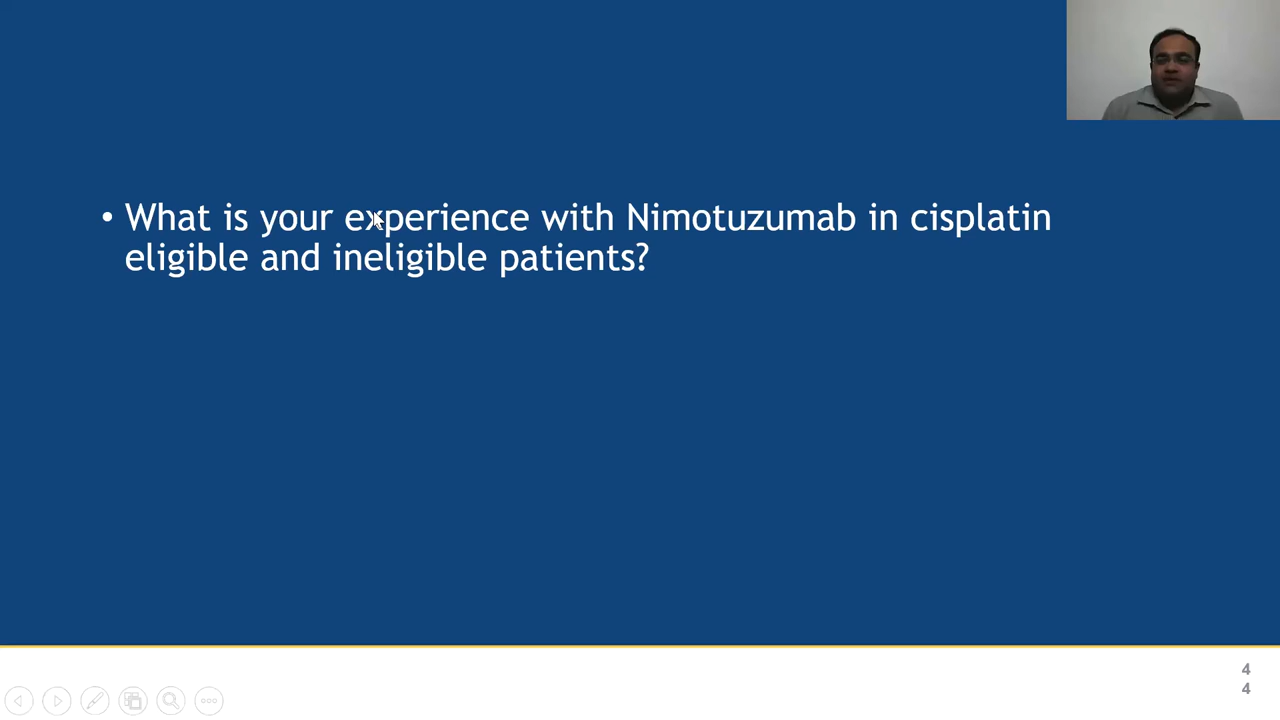 • What is your experience with Nimotuzumab in cisplatin
eligible and ineligible patients?
4
4